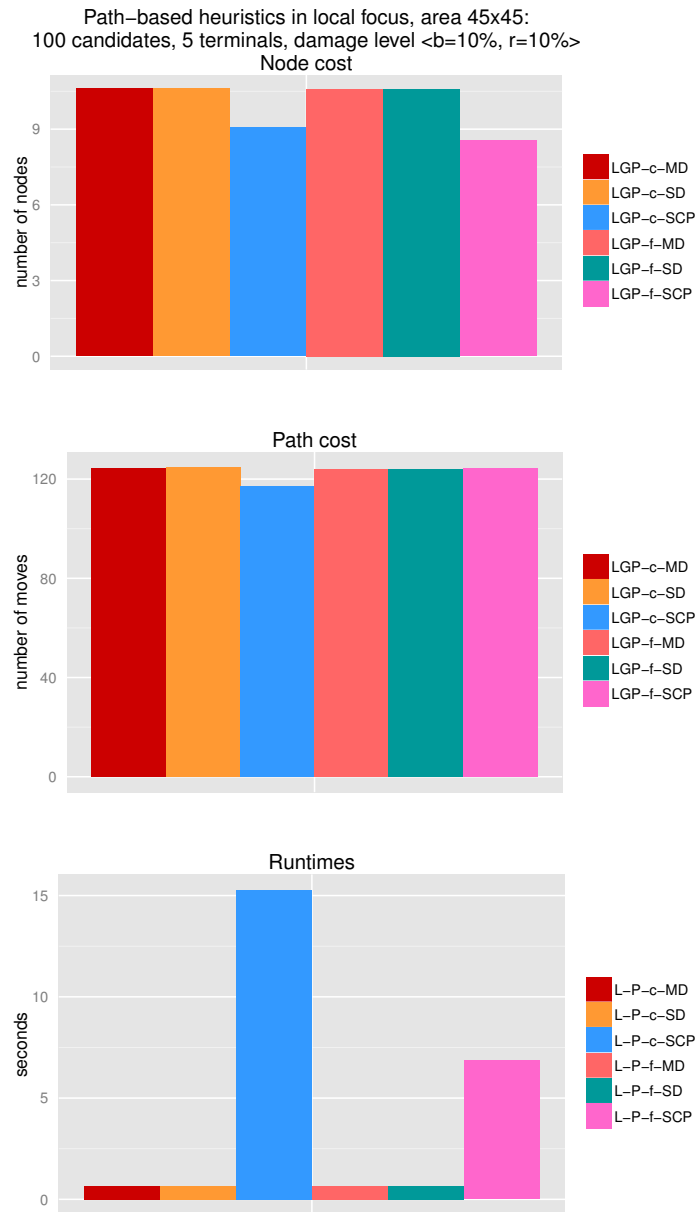 Path−based heuristics in local focus, area 45x45:
100 candidates, 5 terminals, damage level <b=10%, r=10%>
Node cost
number of nodes
9
6
3
0
LGP−c−MD
LGP−c−SD
LGP−c−SCP
LGP−f−MD
LGP−f−SD
LGP−f−SCP
Path cost
number of moves
120
80
40
0
LGP−c−MD
LGP−c−SD
LGP−c−SCP
LGP−f−MD
LGP−f−SD
LGP−f−SCP
Runtimes
seconds
15
10
5
0
L−P−c−MD
L−P−c−SD
L−P−c−SCP
L−P−f−MD
L−P−f−SD
L−P−f−SCP